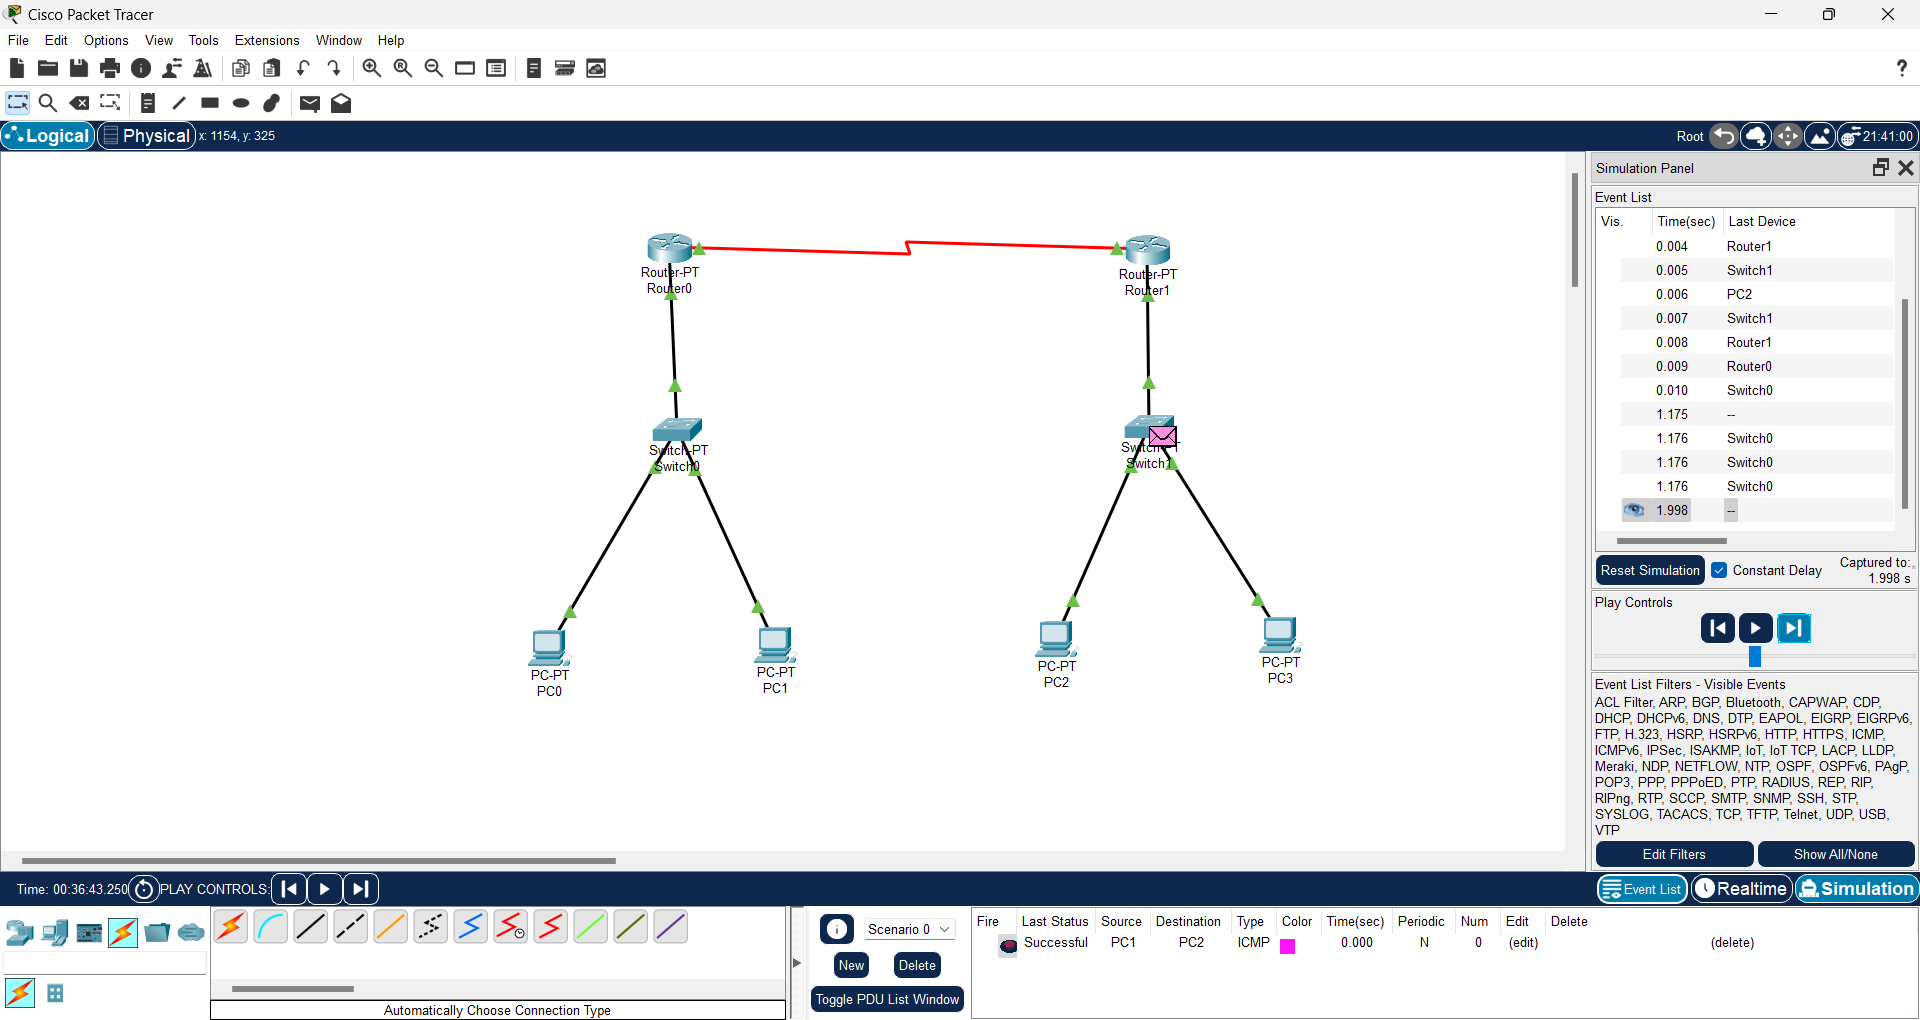 Cisco Packet Tracer
File Edit Options View Tools Extensions Window Help
?
Logical Physical x: 1154, y: 325 Root 21:41:00
Simulation Panel
Event List
Vis. Time(sec) Last Device
0.004 Router1
0.005 Switch1
0.006 PC2
0.007 Switch1
0.008 Router1
0.009 Router0
0.010 Switch0
1.175 --
1.176 Switch0
1.176 Switch0
1.176 Switch0
1.998 --
Reset Simulation Constant Delay Captured to:
1.998 s
Play Controls
Event List Filters - Visible Events
ACL Filter, ARP, BGP, Bluetooth, CAPWAP, CDP,
DHCP, DHCPv6, DNS, DTP, EAPOL, EIGRP, EIGRPv6,
FTP, H.323, HSRP, HSRPv6, HTTP, HTTPS, ICMP,
ICMPv6, IPSec, ISAKMP, IoT, IoT TCP, LACP, LLDP,
Meraki, NDP, NETFLOW, NTP, OSPF, OSPFv6, PAgP,
POP3, PPP, PPPoED, PTP, RADIUS, REP, RIP,
RIPng, RTP, SCCP, SMTP, SNMP, SSH, STP,
SYSLOG, TACACS, TCP, TFTP, Telnet, UDP, USB,
VTP
Edit Filters Show All/None
Router-PT
Router0
Router-PT
Router1
Switch-PT
Switch0
Switch-PT
Switch1
PC-PT
PC0
PC-PT
PC1
PC-PT
PC2
PC-PT
PC3
Time: 00:36:43.250 PLAY CONTROLS: Event List Realtime Simulation
Automatically Choose Connection Type
Scenario 0
New Delete
Toggle PDU List Window
Fire Last Status Source Destination Type Color Time(sec) Periodic Num Edit Delete
Successful PC1 PC2 ICMP 0.000 N 0 (edit) (delete)